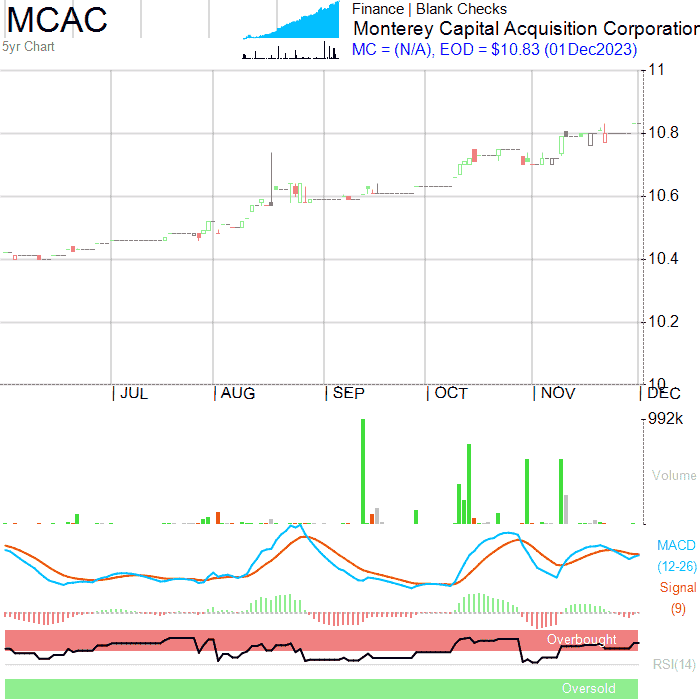 MCAC
5yr Chart
Finance | Blank Checks
Monterey Capital Acquisition Corporation
MC = (N/A), EOD = $10.83 (01Dec2023)
11
10.8
10.6
10.4
10.2
10
| JUL | AUG | SEP | OCT | NOV | DEC
992k
Volume
MACD
(12-26)
Signal
(9)
Overbought
RSI(14)
Oversold